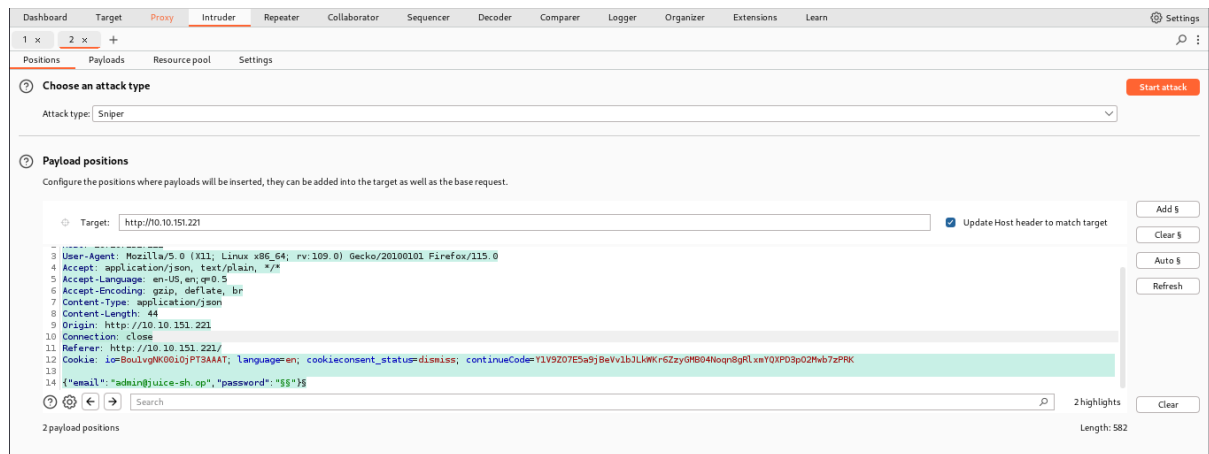 Dashboard Target Proxy Intruder Repeater Collaborator Sequencer Decoder Comparer Logger Organizer Extensions Learn Settings
1 × 2 × +
Positions Payloads Resource pool Settings
? Choose an attack type Start attack
Attack type: Sniper
? Payload positions
Configure the positions where payloads will be inserted, they can be added into the target as well as the base request.
Add §
Target: http://10.10.151.221 Update Host header to match target
Clear §
3 User-Agent: Mozilla/5.0 (X11; Linux x86_64; rv:109.0) Gecko/20100101 Firefox/115.0
Auto §
4 Accept: application/json, text/plain, */*
5 Accept-Language: en-US,en;q=0.5
6 Accept-Encoding: gzip, deflate, br
Refresh
7 Content-Type: application/json
8 Content-Length: 44
9 Origin: http://10.10.151.221
10 Connection: close
11 Referer: http://10.10.151.221/
12 Cookie: language=en; cookieconsent_status=dismiss;
13
14 {"email":"admin@juice-sh.op","password":"§§"}§
? Search 2 highlights Clear
2 payload positions Length: 582